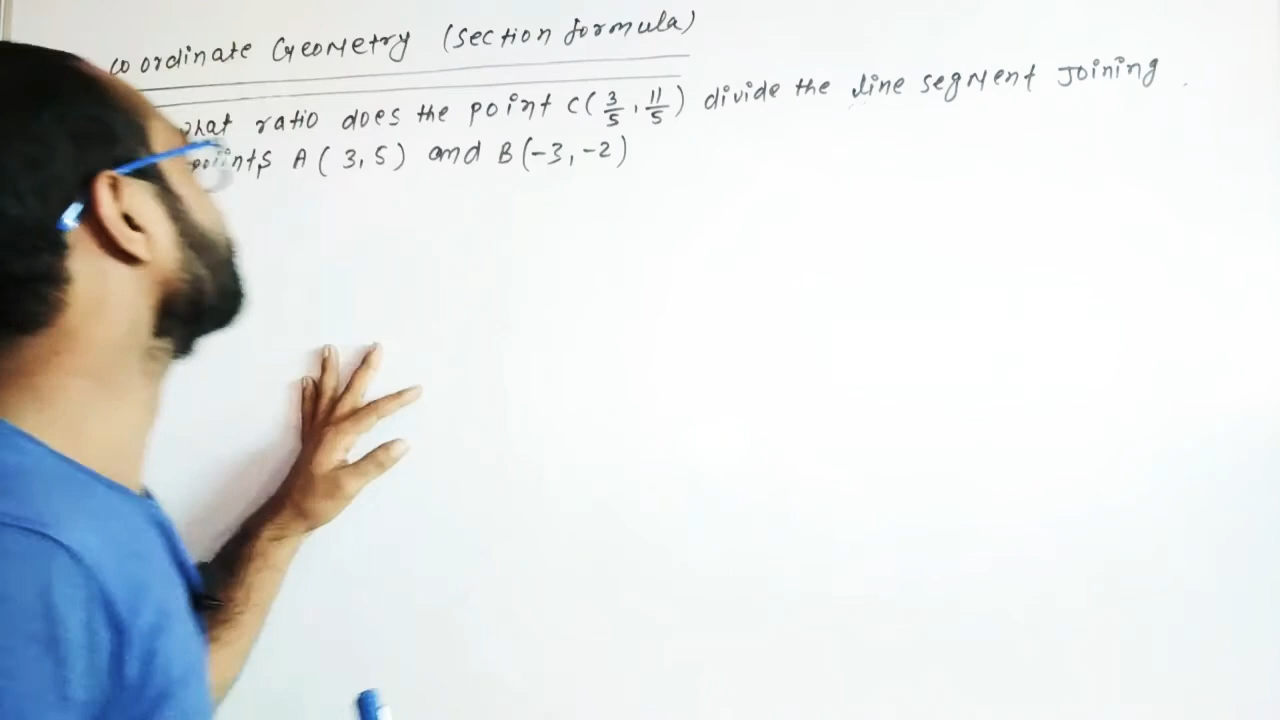 coordinate Geometry (section formula)
what ratio does the point C(3/5, 11/5) divide the line segment Joining
points A(3,5) and B(-3,-2)